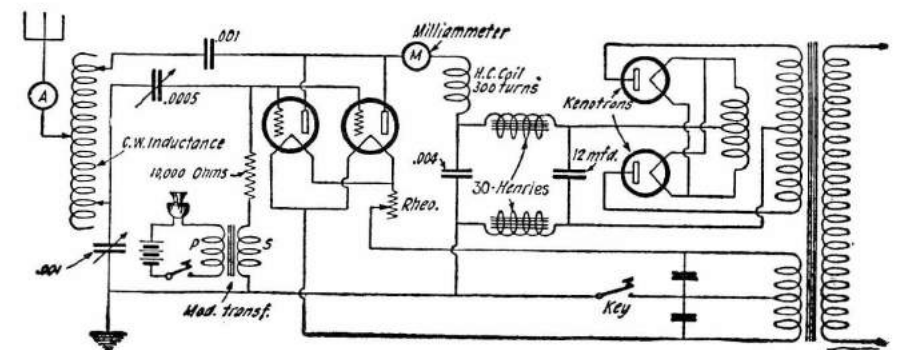 .001
Milliammeter
M
H.C. Coil
300 turns
A
.0005
Kenotrons
C.W. Inductance
10,000 Ohms
.004
12 mfd.
30-Henries
Rheo.
P
S
.001
Key
Mod. transf.